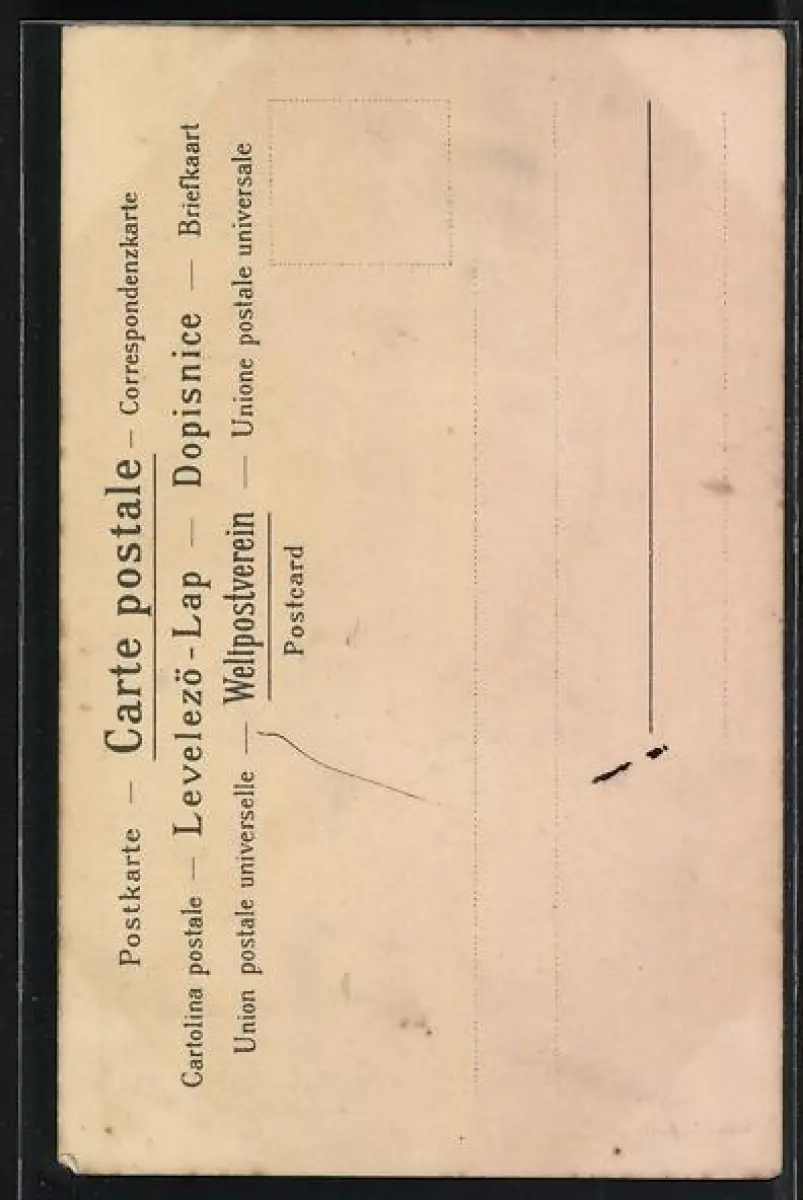 Postkarte — Carte postale — Correspondenzkarte
Cartolina postale — Levelezö-Lap — Dopisnice — Briefkaart
Union postale universelle — Weltpostverein — Unione postale universale
Postcard